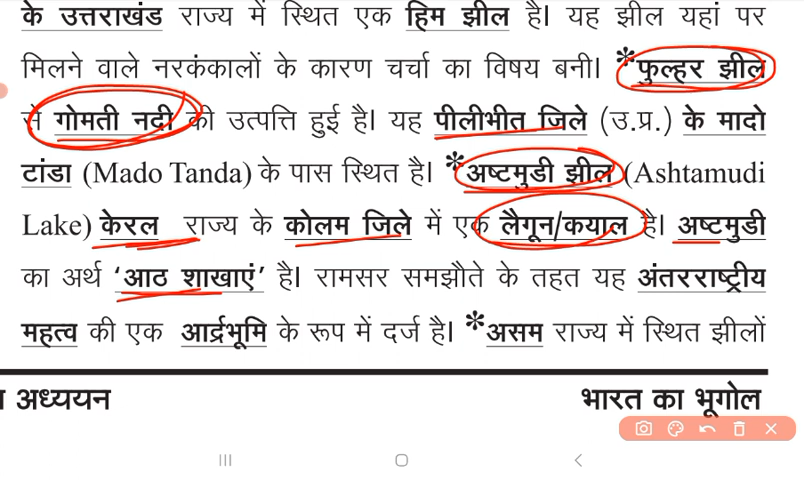 के उत्तराखंड राज्य में स्थित एक हिम झील है। यह झील यहां पर
मिलने वाले नरकंकालों के कारण चर्चा का विषय बनी। *फुल्हर झील
से गोमती नदी की उत्पत्ति हुई है। यह पीलीभीत जिले (उ.प्र.) के मादो
टांडा (Mado Tanda) के पास स्थित है। *अष्टमुडी झील (Ashtamudi
Lake) केरल राज्य के कोलम जिले में एक लैगून/कयाल है। अष्टमुडी
का अर्थ ‘आठ शाखाएं’ है। रामसर समझौते के तहत यह अंतरराष्ट्रीय
महत्व की एक आर्द्रभूमि के रूप में दर्ज है। *असम राज्य में स्थित झीलों
अध्ययन भारत का भूगोल